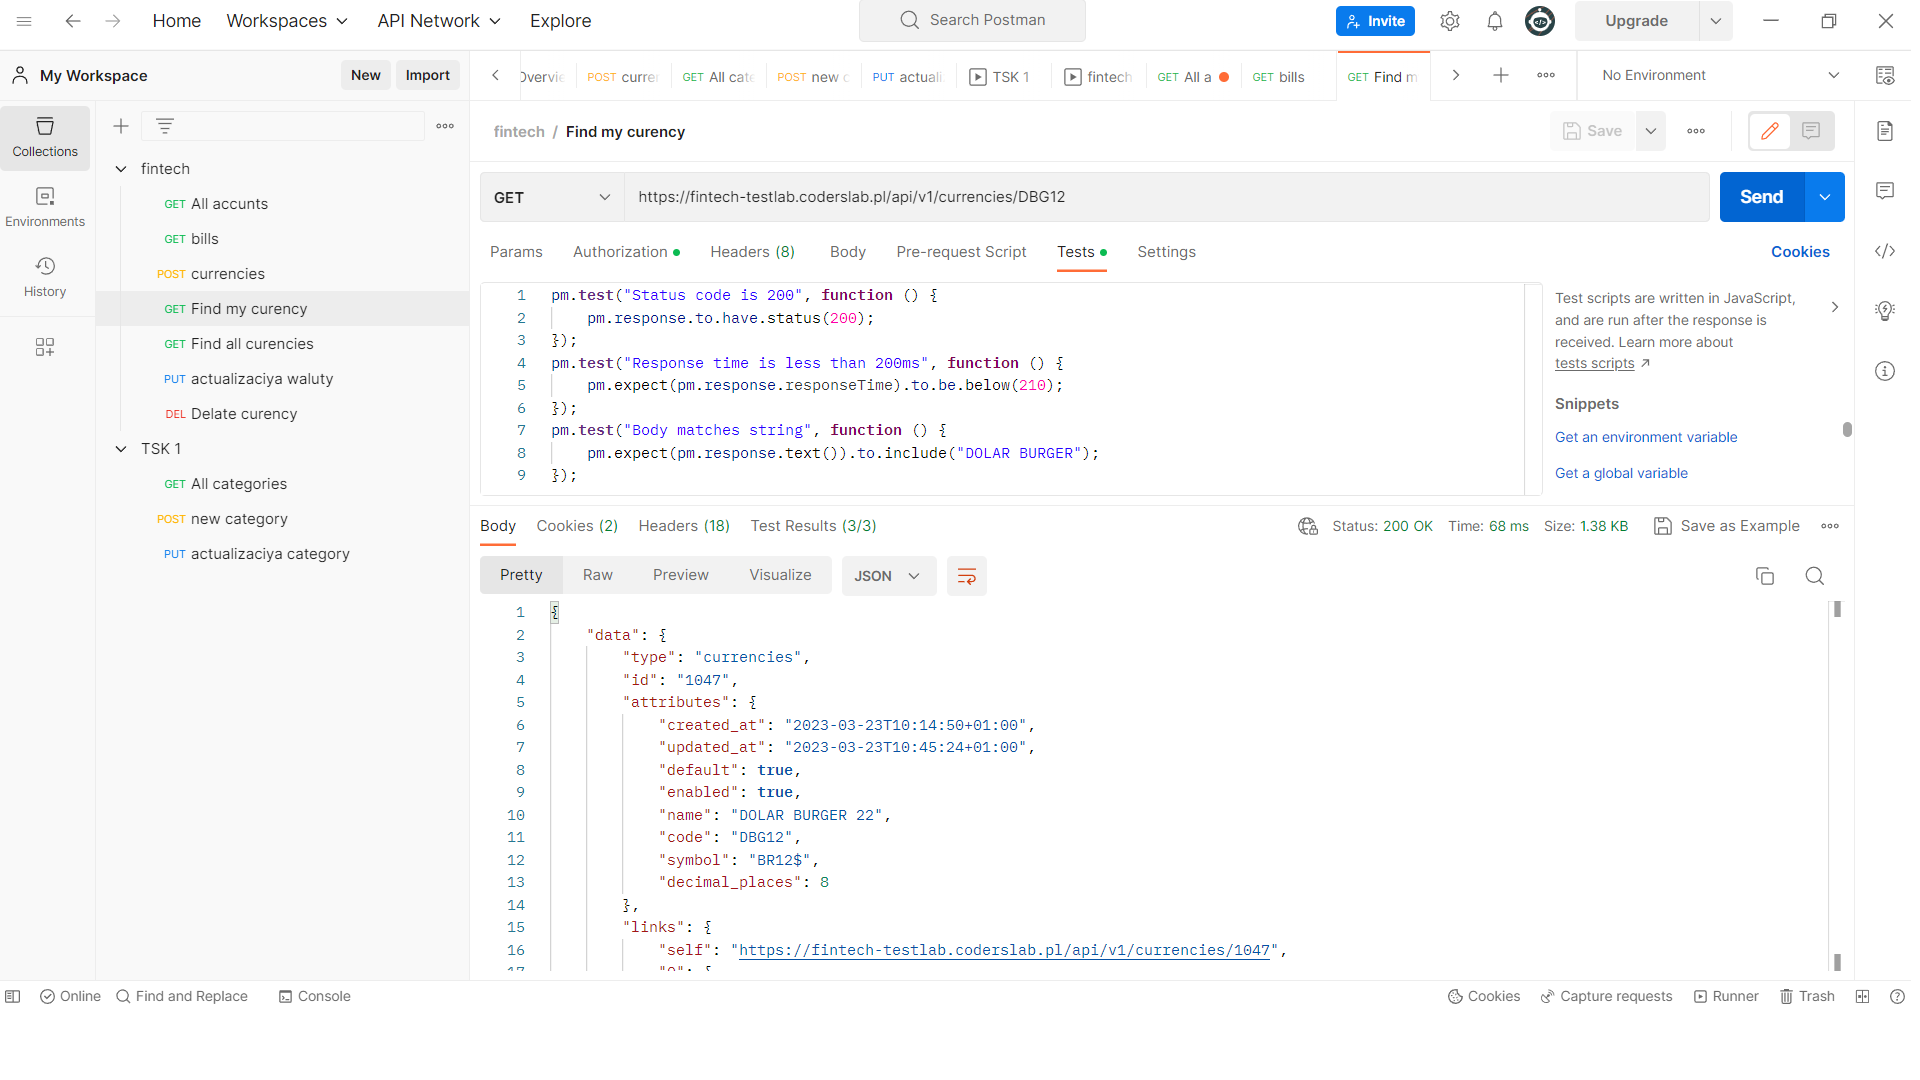 Home Workspaces API Network Explore Search Postman Invite Upgrade
My Workspace New Import
Overvie POST currer GET All cate POST new c PUT actuali. TSK 1 fintech GET All a GET bills GET Find m No Environment
Collections
Environments
History
fintech
GET All accunts
GET bills
POST currencies
GET Find my curency
GET Find all curencies
PUT actualizaciya waluty
DEL Delate curency
TSK 1
GET All categories
POST new category
PUT actualizaciya category
fintech / Find my curency Save
GET https://fintech-testlab.coderslab.pl/api/v1/currencies/DBG12 Send
Params Authorization Headers (8) Body Pre-request Script Tests Settings Cookies
1 pm.test("Status code is 200", function () {
2 pm.response.to.have.status(200);
3 });
4 pm.test("Response time is less than 200ms", function () {
5 pm.expect(pm.response.responseTime).to.be.below(210);
6 });
7 pm.test("Body matches string", function () {
8 pm.expect(pm.response.text()).to.include("DOLAR BURGER");
9 });
Test scripts are written in JavaScript,
and are run after the response is
received. Learn more about
tests scripts ↗
Snippets
Get an environment variable
Get a global variable
Body Cookies (2) Headers (18) Test Results (3/3) Status: 200 OK Time: 68 ms Size: 1.38 KB Save as Example
Pretty Raw Preview Visualize JSON
1 {
2 "data": {
3 "type": "currencies",
4 "id": "1047",
5 "attributes": {
6 "created_at": "2023-03-23T10:14:50+01:00",
7 "updated_at": "2023-03-23T10:45:24+01:00",
8 "default": true,
9 "enabled": true,
10 "name": "DOLAR BURGER 22",
11 "code": "DBG12",
12 "symbol": "BR12$",
13 "decimal_places": 8
14 },
15 "links": {
16 "self": "https://fintech-testlab.coderslab.pl/api/v1/currencies/1047",
17 "0": {
Online Find and Replace Console Cookies Capture requests Runner Trash